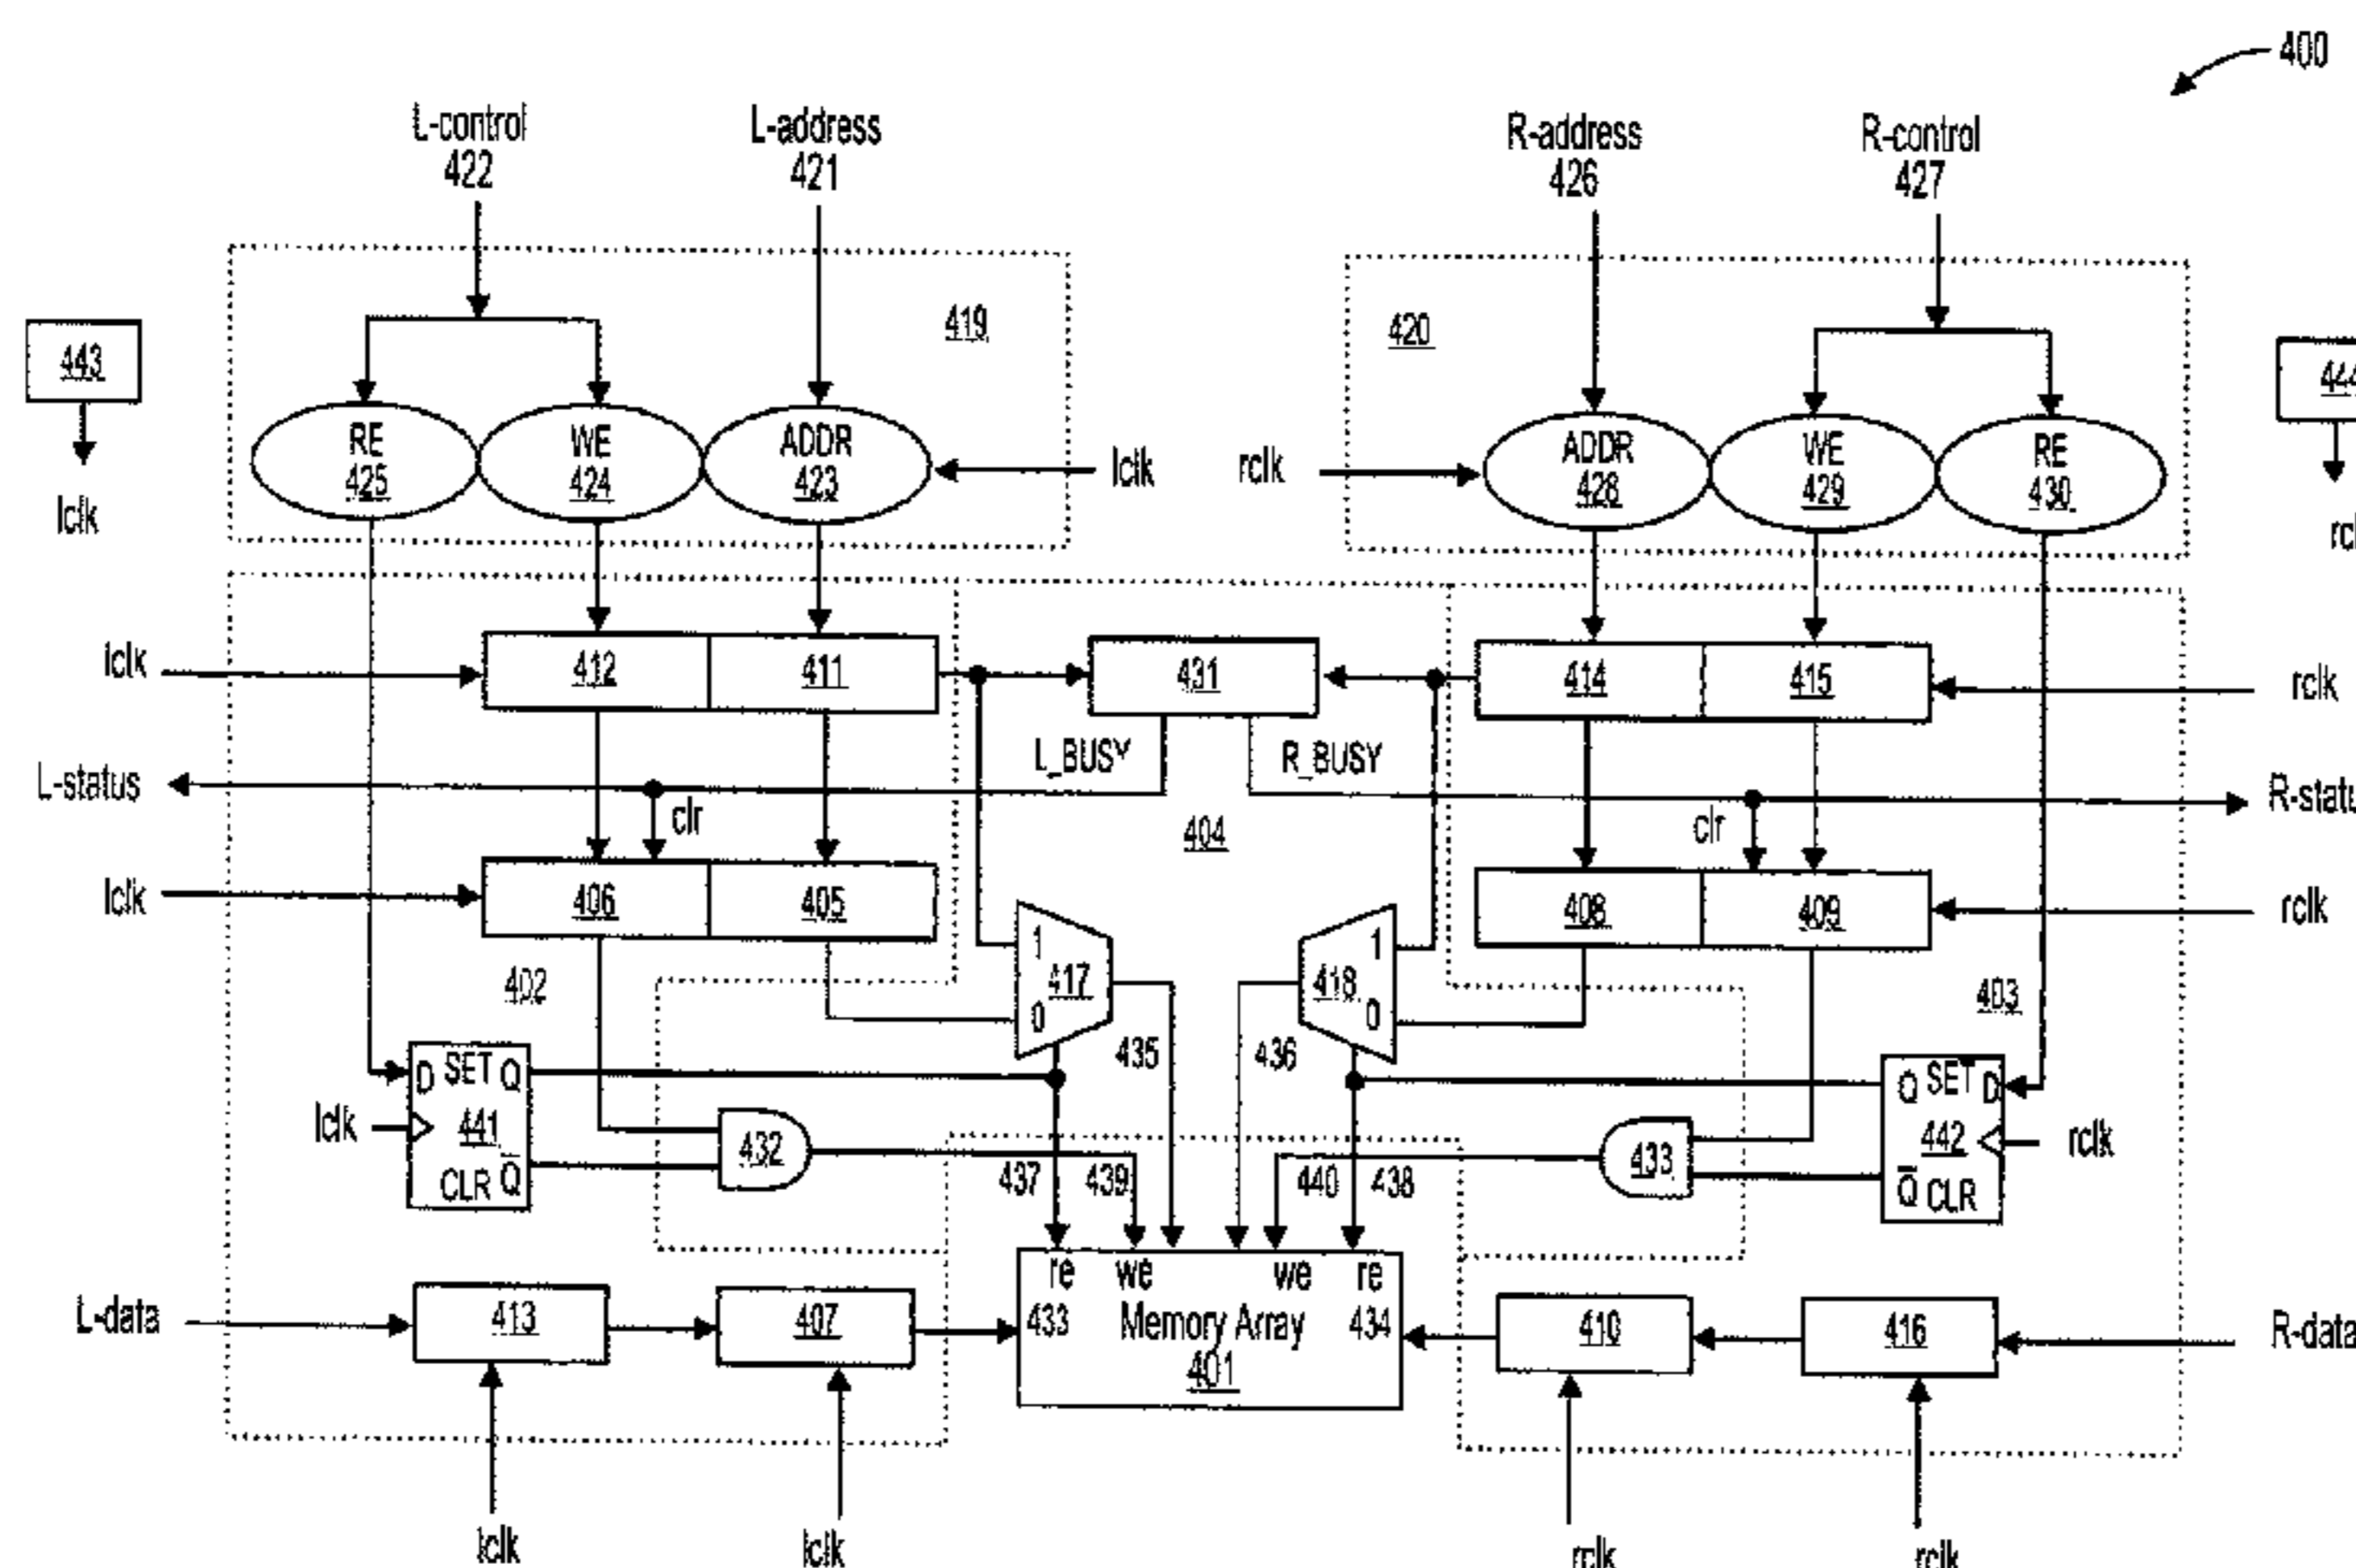 400
L-control
422
L-address
421
R-address
426
R-control
427
419
420
443
444
lclk
RE
425
WE
424
ADDR
423
lclk
rclk
ADDR
428
WE
429
RE
430
lclk
412
411
431
414
415
rclk
L-status
L_BUSY
R_BUSY
clr
404
clr
lclk
406
405
408
409
rclk
402
1
417
0
1
418
0
403
435
436
D SET Q
lclk
441
CLR Q
432
Q SET D
442
rclk
Q CLR
433
437
439
440
438
re
we
we
re
433
Memory Array
434
401
L-data
413
407
410
416
R-data
lclk
lclk
rclk
rclk